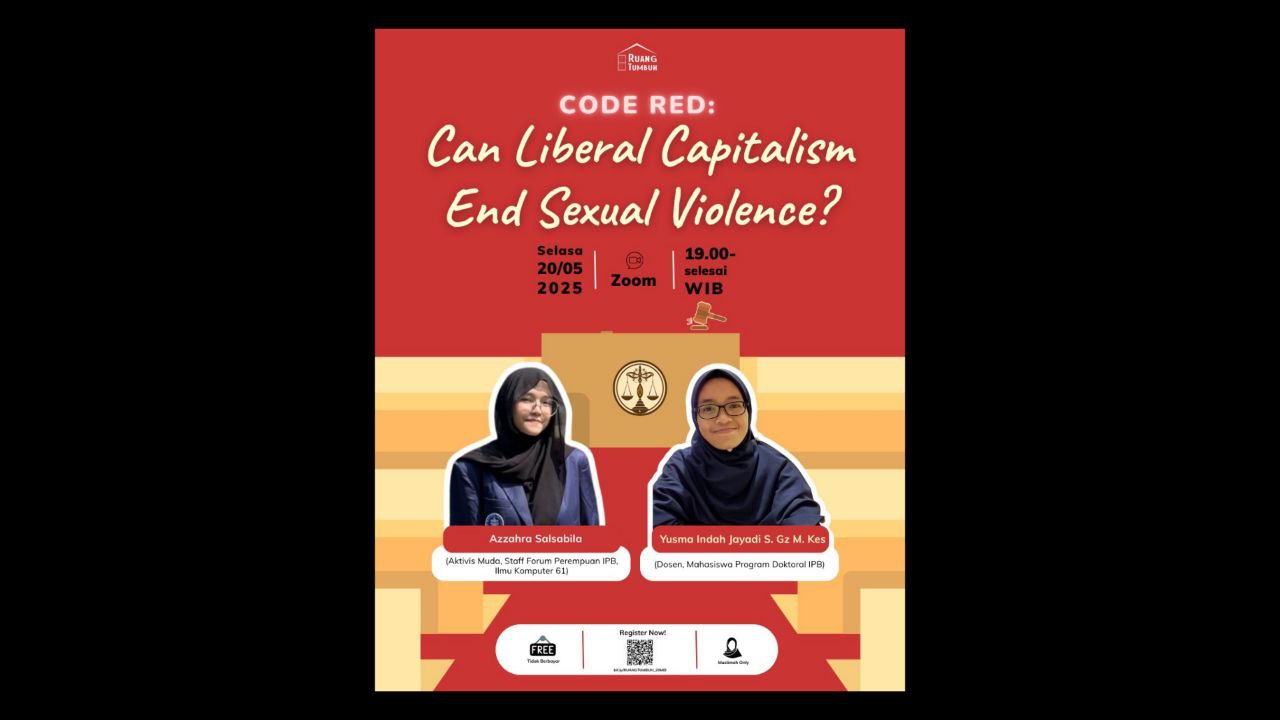 RUANG
TUMBUH
CODE RED:
Can Liberal Capitalism
End Sexual Violence?
Selasa
20/05
2025
Zoom
19.00-
selesai
WIB
Azzahra Salsabila
(Aktivis Muda, Staff Forum Perempuan IPB,
Ilmu Komputer 61)
Yusma Indah Jayadi S. Gz M. Kes
(Dosen, Mahasiswa Program Doktoral IPB)
FREE
Tidak Berbayar
Register Now!
Muslimah Only